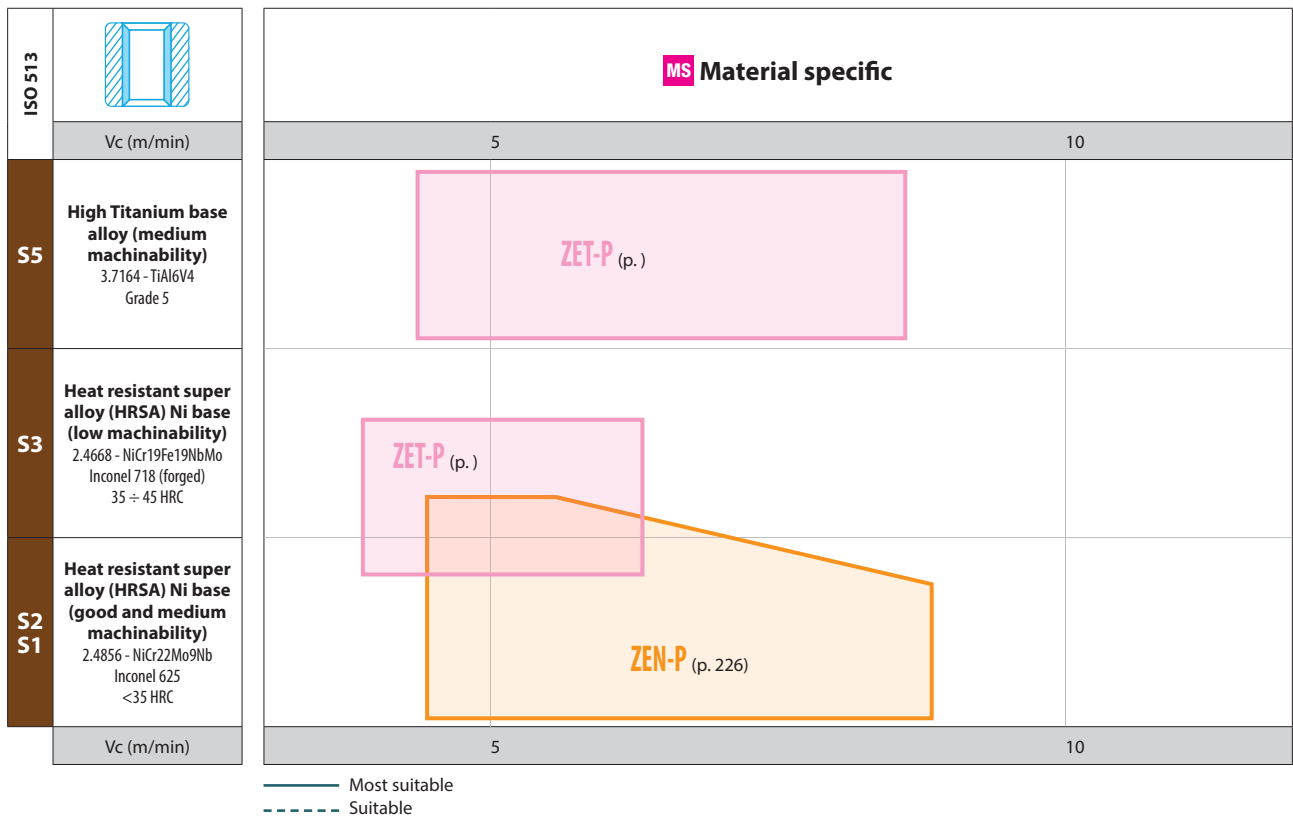 ISO 513
MS Material specific
Vc (m/min)
5
10
S5
High Titanium base
alloy (medium
machinability)
3.7164 - TiAl6V4
Grade 5
ZET-P (p. )
S3
Heat resistant super
alloy (HRSA) Ni base
(low machinability)
2.4668 - NiCr19Fe19NbMo
Inconel 718 (forged)
35 ÷ 45 HRC
ZET-P (p. )
S2
S1
Heat resistant super
alloy (HRSA) Ni base
(good and medium
machinability)
2.4856 - NiCr22Mo9Nb
Inconel 625
<35 HRC
ZEN-P (p. 226)
Vc (m/min)
5
10
Most suitable
Suitable